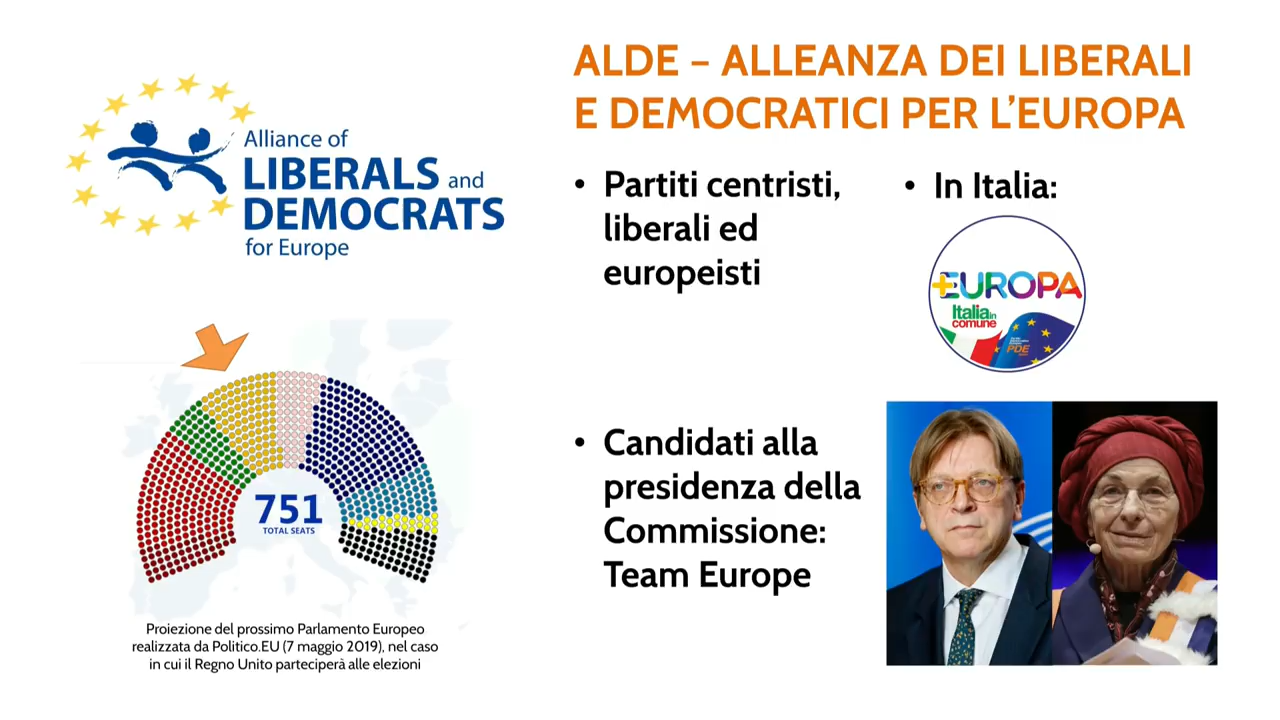 ALDE – ALLEANZA DEI LIBERALI
E DEMOCRATICI PER L'EUROPA
Alliance of
LIBERALS and
DEMOCRATS
for Europe
• Partiti centristi,
liberali ed
europeisti
• In Italia:
+EUROPA
Italia in
comune
PDE
751
TOTAL SEATS
• Candidati alla
presidenza della
Commissione:
Team Europe
Proiezione del prossimo Parlamento Europeo
realizzata da Politico.EU (7 maggio 2019), nel caso
in cui il Regno Unito parteciperà alle elezioni